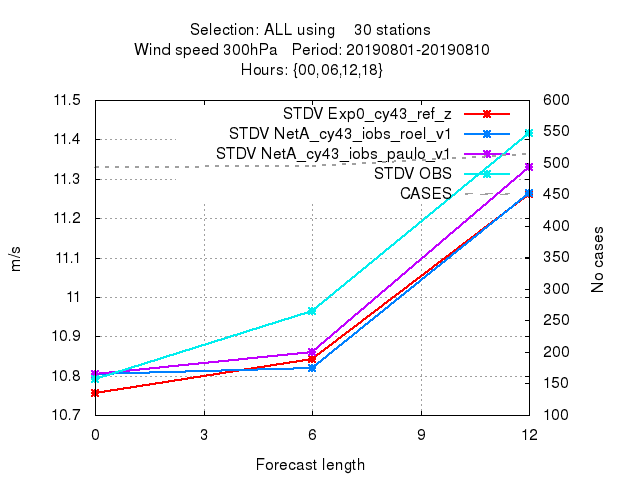 Selection: ALL using 30 stations
Wind speed 300hPa Period: 20190801-20190810
Hours: {00,06,12,18}
11.5 600
STDV Exp0_cy43_ref_z
11.4 550
STDV NetA_cy43_iobs_roel_v1
STDV NetA_cy43_iobs_paulo_v1
500
11.3 STDV OBS
CASES 450
11.2 400
m/s 11.1 350 No cases
11 300
250
10.9 200
10.8 150
10.7 100
0 3 6 9 12
Forecast length